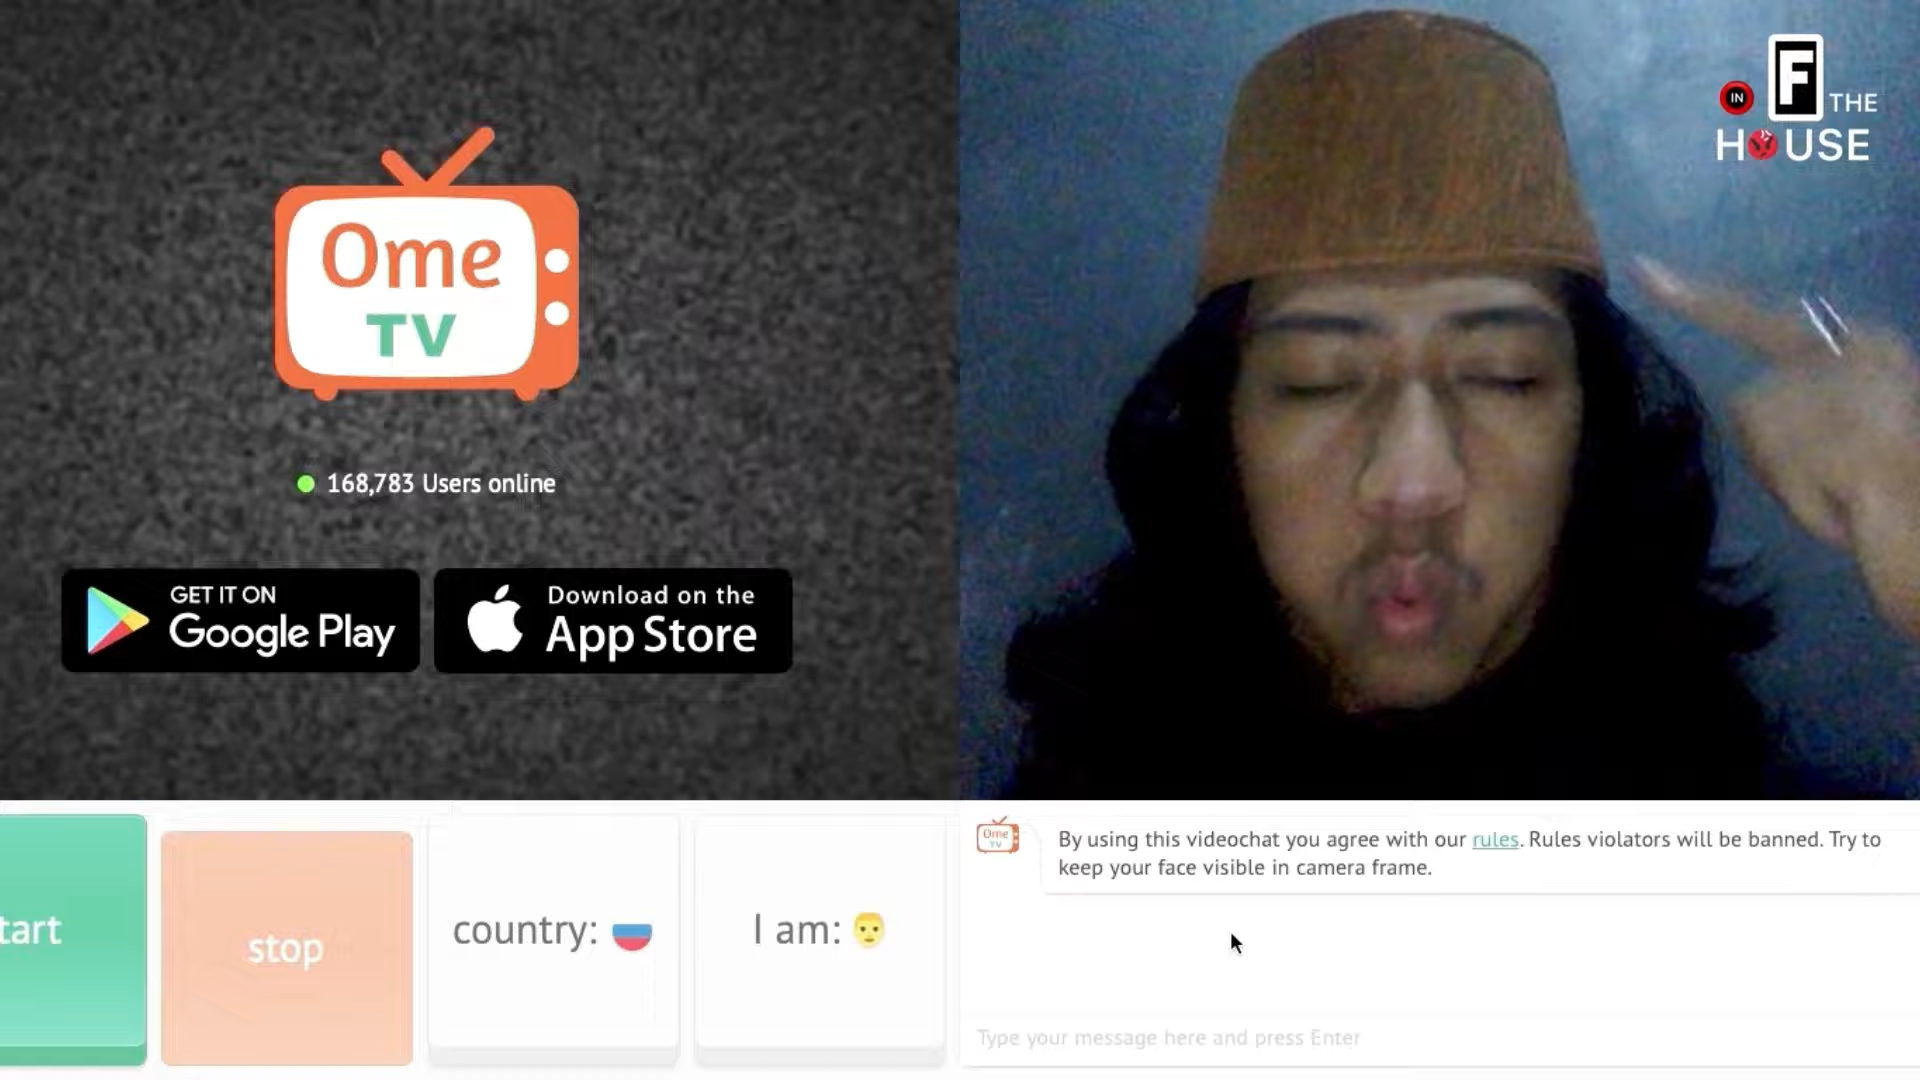 Ome
TV
168,783 Users online
GET IT ON
Google Play
Download on the
App Store
IN F THE
HOUSE
tart
stop
country:
I am:
Ome
TV
By using this videochat you agree with our rules. Rules violators will be banned. Try to
keep your face visible in camera frame.
Type your message here and press Enter